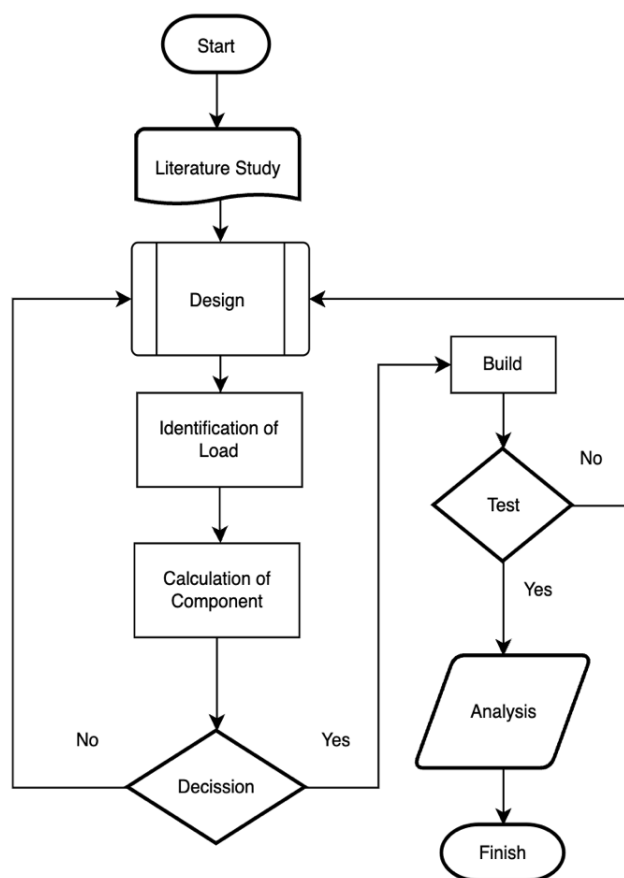 Start
Literature Study
Design
Identification of
Load
Calculation of
Component
No
Decission
Yes
Build
Test
No
Yes
Analysis
Finish